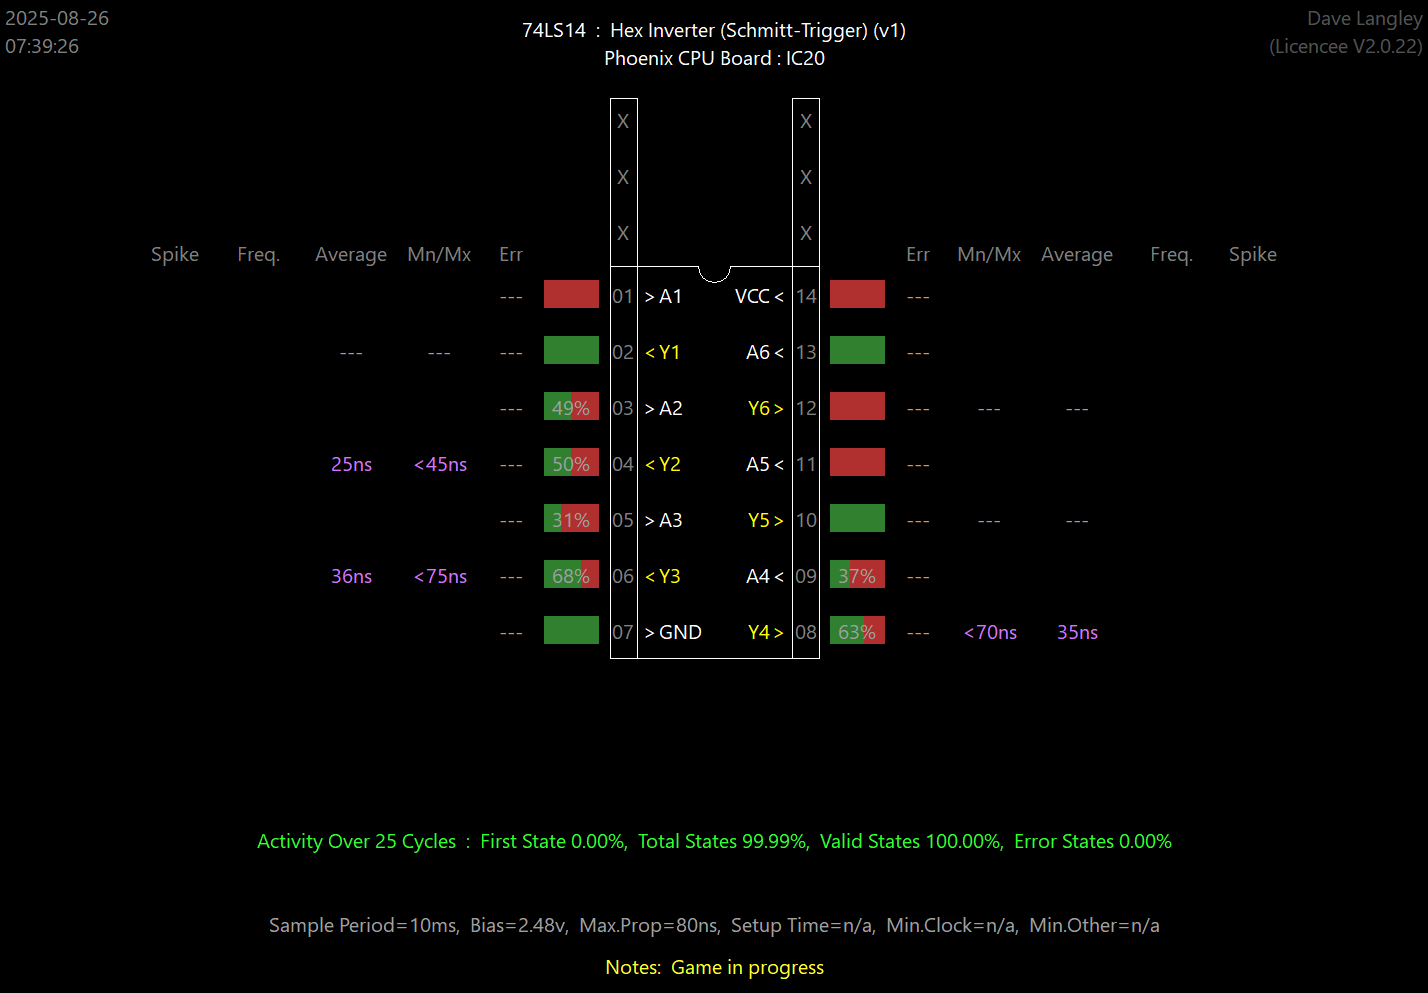 2025-08-26
07:39:26
74LS14 : Hex Inverter (Schmitt-Trigger) (v1)
Phoenix CPU Board : IC20
Dave Langley
(Licencee V2.0.22)
X X
X X
X X
Spike Freq. Average Mn/Mx Err Err Mn/Mx Average Freq. Spike
--- 01 > A1 VCC < 14 ---
--- --- --- 02 < Y1 A6 < 13 ---
--- 49% 03 > A2 Y6 > 12 --- --- ---
25ns <45ns --- 50% 04 < Y2 A5 < 11 ---
--- 31% 05 > A3 Y5 > 10 --- --- ---
36ns <75ns --- 68% 06 < Y3 A4 < 09 37% ---
--- 07 > GND Y4 > 08 63% --- <70ns 35ns
Activity Over 25 Cycles : First State 0.00%, Total States 99.99%, Valid States 100.00%, Error States 0.00%
Sample Period=10ms, Bias=2.48v, Max.Prop=80ns, Setup Time=n/a, Min.Clock=n/a, Min.Other=n/a
Notes: Game in progress